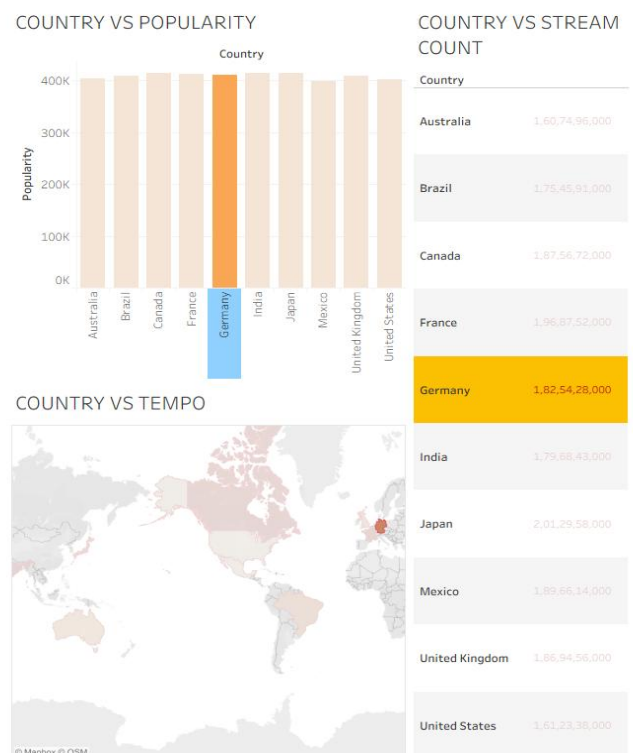 COUNTRY VS POPULARITY
Country
Popularity
400K
300K
200K
100K
0K
Australia
Brazil
Canada
France
Germany
India
Japan
Mexico
United Kingdom
United States
COUNTRY VS TEMPO
© Mapbox © OSM
COUNTRY VS STREAM
COUNT
Country
Australia 1,60,74,96,000
Brazil 1,75,45,91,000
Canada 1,87,56,72,000
France 1,96,87,52,000
Germany 1,82,54,28,000
India 1,79,68,43,000
Japan 2,01,29,58,000
Mexico 1,89,66,14,000
United Kingdom 1,86,94,56,000
United States 1,61,23,38,000